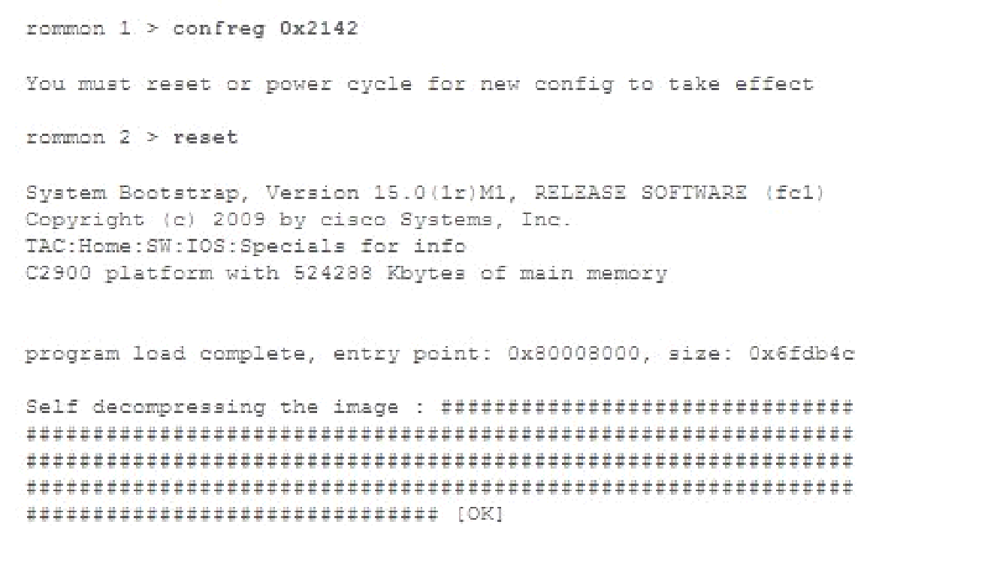 rommon 1 > confreg 0x2142
You must reset or power cycle for new config to take effect
rommon 2 > reset
System Bootstrap, Version 15.0(1r)M1, RELEASE SOFTWARE (fc1)
Copyright (c) 2009 by cisco Systems, Inc.
TAC:Home:SW:IOS:Specials for info
C2900 platform with 524288 Kbytes of main memory
program load complete, entry point: 0x80008000, size: 0x6fdb4c
Self decompressing the image : ###############################
##############################################################
##############################################################
##############################################################
############################### [OK]